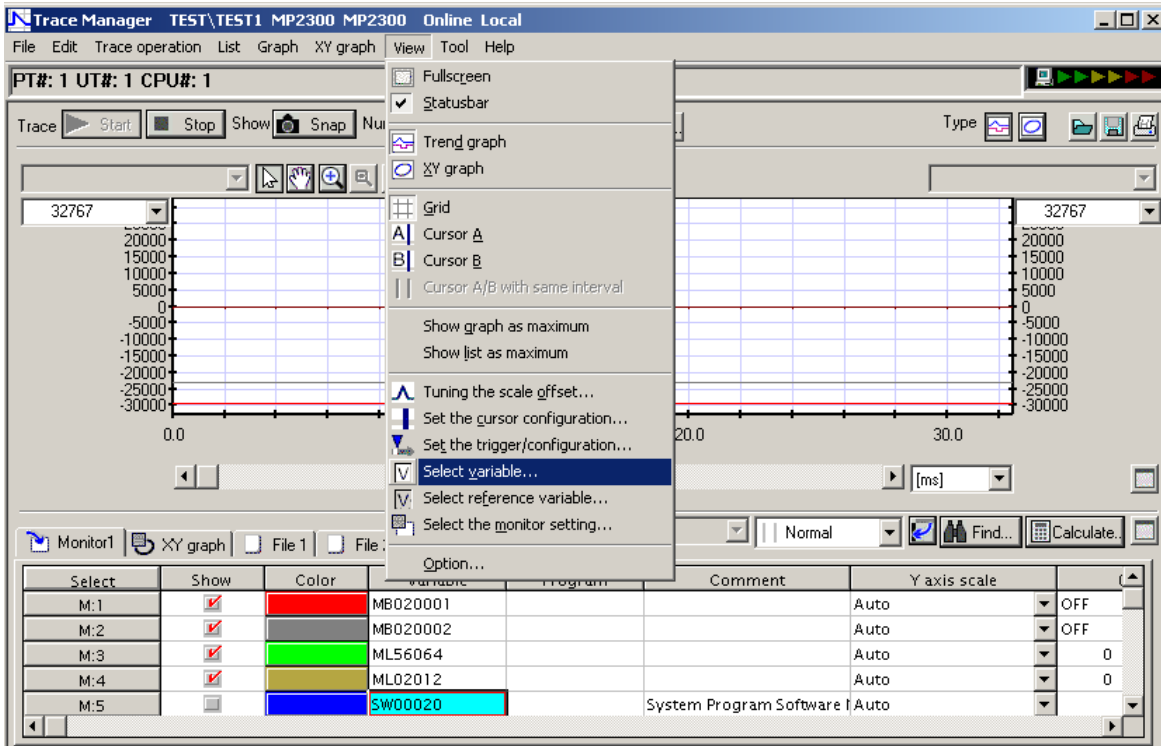 Trace Manager TEST\TEST1 MP2300 MP2300 Online Local
File Edit Trace operation List Graph XY graph View Tool Help
PT#: 1 UT#: 1 CPU#: 1
Trace Start Stop Show Snap Type
Fullscreen
Statusbar
Trend graph
XY graph
Grid
A Cursor A
B Cursor B
Cursor A/B with same interval
Show graph as maximum
Show list as maximum
Tuning the scale offset...
Set the cursor configuration...
Set the trigger/configuration...
V Select variable...
V Select reference variable...
Select the monitor setting...
Option...
32767 32767
20000 20000
15000 15000
10000 10000
5000 5000
0 0
-5000 -5000
-10000 -10000
-15000 -15000
-20000 -20000
-25000 -25000
-30000 -30000
0.0 20.0 30.0
[ms]
Monitor1 XY graph File 1 File Normal Find... Calculate..
Select Show Color Variable Program Comment Y axis scale
M:1 MB020001 Auto OFF
M:2 MB020002 Auto OFF
M:3 ML56064 Auto 0
M:4 ML02012 Auto 0
M:5 SW00020 System Program Software Auto